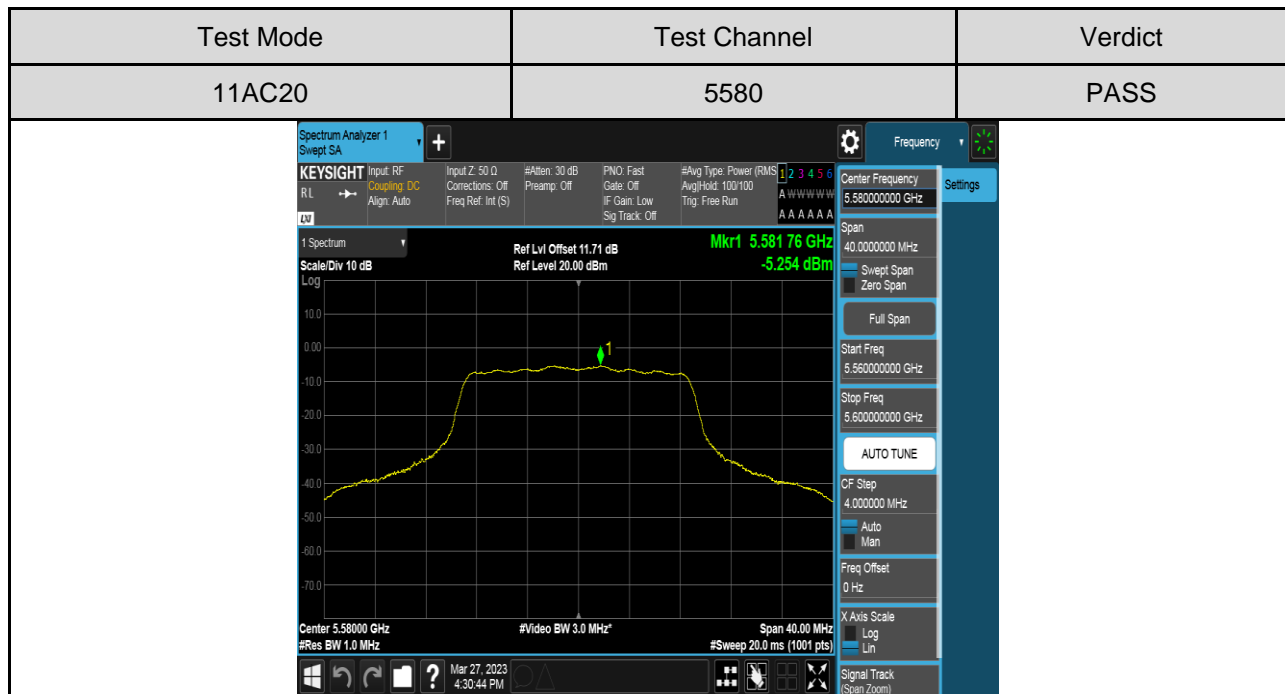 Test Mode Test Channel Verdict
11AC20 5580 PASS
Spectrum Analyzer 1
Swept SA
+
Frequency
KEYSIGHT
RL
LXI
Input: RF
Coupling: DC
Align: Auto
Input Z: 50 Ω
Corrections: Off
Freq Ref: Int (S)
#Atten: 30 dB
Preamp: Off
PNO: Fast
Gate: Off
IF Gain: Low
Sig Track: Off
#Avg Type: Power (RMS
Avg|Hold: 100/100
Trig: Free Run
1 2 3 4 5 6
A W W W W W
A A A A A A
1 Spectrum
Scale/Div 10 dB
Log
Ref Lvl Offset 11.71 dB
Ref Level 20.00 dBm
Mkr1 5.581 76 GHz
-5.254 dBm
10.0
0.00
-10.0
-20.0
-30.0
-40.0
-50.0
-60.0
-70.0
1
Center 5.58000 GHz
#Res BW 1.0 MHz
#Video BW 3.0 MHz*
Span 40.00 MHz
#Sweep 20.0 ms (1001 pts)
?
Mar 27, 2023
4:30:44 PM
Center Frequency
5.580000000 GHz
Span
40.0000000 MHz
Swept Span
Zero Span
Full Span
Start Freq
5.560000000 GHz
Stop Freq
5.600000000 GHz
AUTO TUNE
CF Step
4.000000 MHz
Auto
Man
Freq Offset
0 Hz
X Axis Scale
Log
Lin
Signal Track
(Span Zoom)
Settings